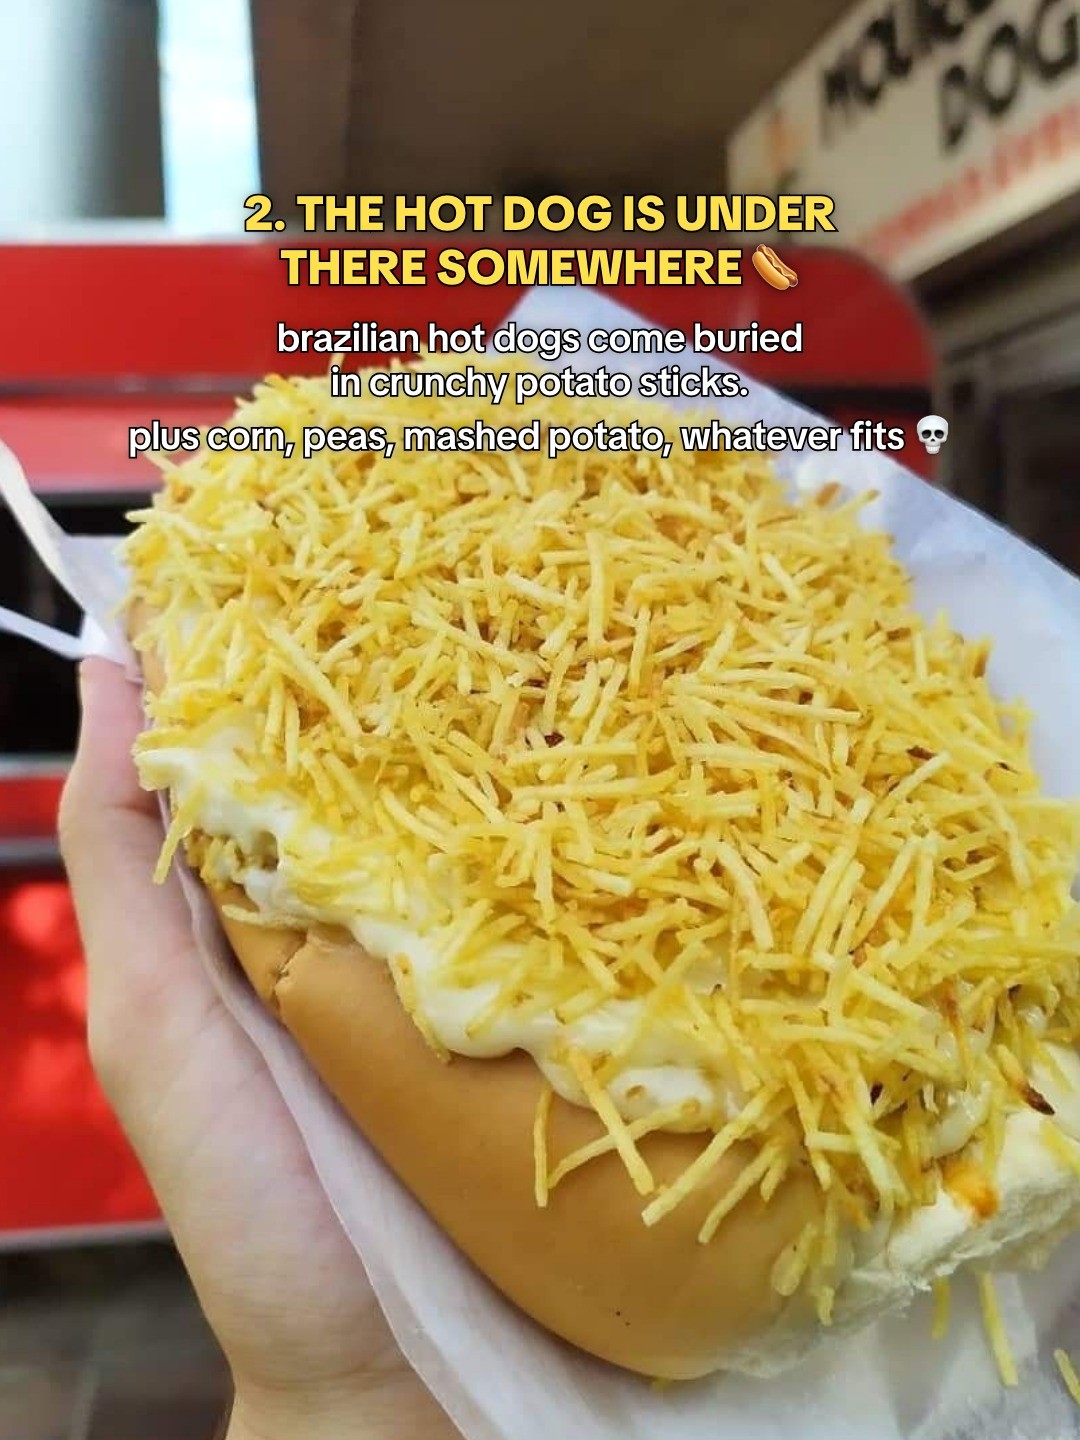 DOG
2. THE HOT DOG IS UNDER
THERE SOMEWHERE 🌭
brazilian hot dogs come buried
in crunchy potato sticks.
plus corn, peas, mashed potato, whatever fits 💀